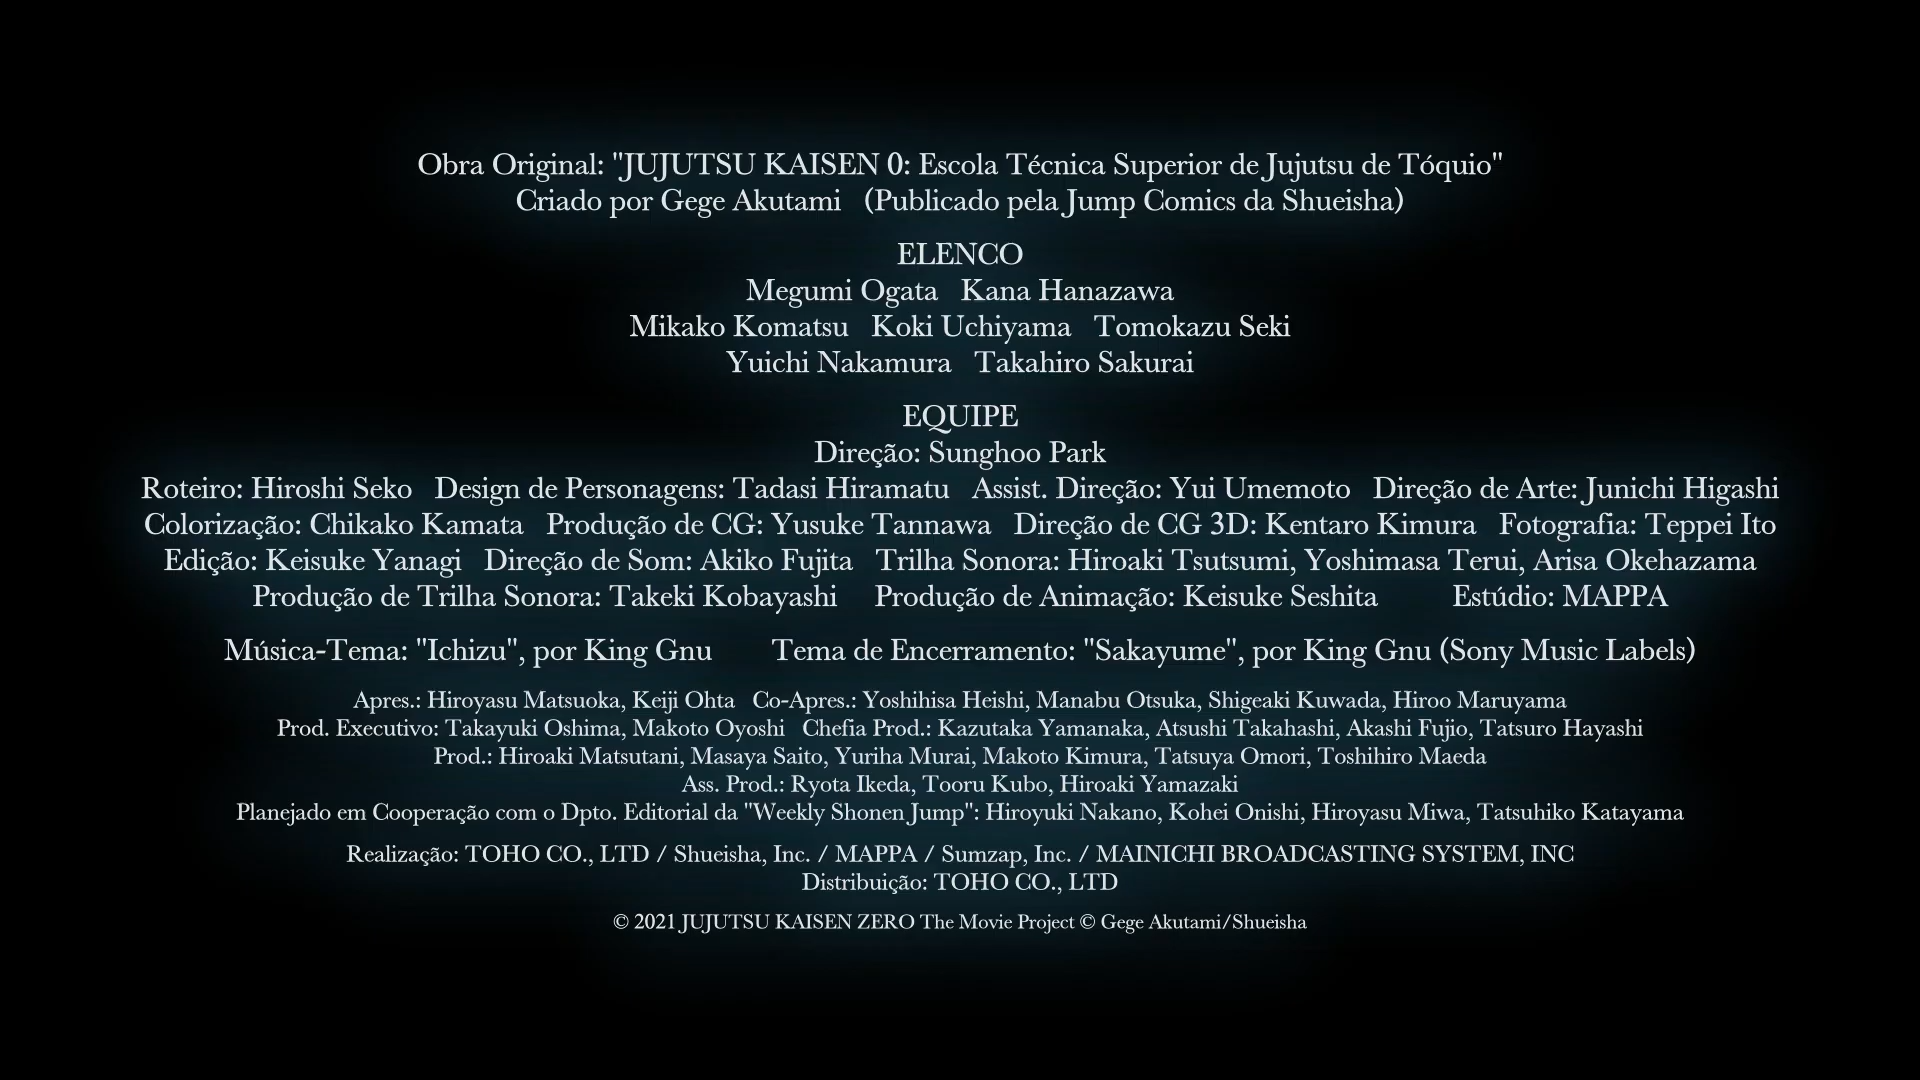 Obra Original: "JUJUTSU KAISEN 0: Escola Técnica Superior de Jujutsu de Tóquio"
Criado por Gege Akutami (Publicado pela Jump Comics da Shueisha)
ELENCO
Megumi Ogata Kana Hanazawa
Mikako Komatsu Koki Uchiyama Tomokazu Seki
Yuichi Nakamura Takahiro Sakurai
EQUIPE
Direção: Sunghoo Park
Roteiro: Hiroshi Seko Design de Personagens: Tadasi Hiramatu Assist. Direção: Yui Umemoto Direção de Arte: Junichi Higashi
Colorização: Chikako Kamata Produção de CG: Yusuke Tannawa Direção de CG 3D: Kentaro Kimura Fotografia: Teppei Ito
Edição: Keisuke Yanagi Direção de Som: Akiko Fujita Trilha Sonora: Hiroaki Tsutsumi, Yoshimasa Terui, Arisa Okehazama
Produção de Trilha Sonora: Takeki Kobayashi Produção de Animação: Keisuke Seshita Estúdio: MAPPA
Música-Tema: "Ichizu", por King Gnu Tema de Encerramento: "Sakayume", por King Gnu (Sony Music Labels)
Apres.: Hiroyasu Matsuoka, Keiji Ohta Co-Apres.: Yoshihisa Heishi, Manabu Otsuka, Shigeaki Kuwada, Hiroo Maruyama
Prod. Executivo: Takayuki Oshima, Makoto Oyoshi Chefia Prod.: Kazutaka Yamanaka, Atsushi Takahashi, Akashi Fujio, Tatsuro Hayashi
Prod.: Hiroaki Matsutani, Masaya Saito, Yuriha Murai, Makoto Kimura, Tatsuya Omori, Toshihiro Maeda
Ass. Prod.: Ryota Ikeda, Tooru Kubo, Hiroaki Yamazaki
Planejado em Cooperação com o Dpto. Editorial da "Weekly Shonen Jump": Hiroyuki Nakano, Kohei Onishi, Hiroyasu Miwa, Tatsuhiko Katayama
Realização: TOHO CO., LTD / Shueisha, Inc. / MAPPA / Sumzap, Inc. / MAINICHI BROADCASTING SYSTEM, INC
Distribuição: TOHO CO., LTD
© 2021 JUJUTSU KAISEN ZERO The Movie Project © Gege Akutami/Shueisha